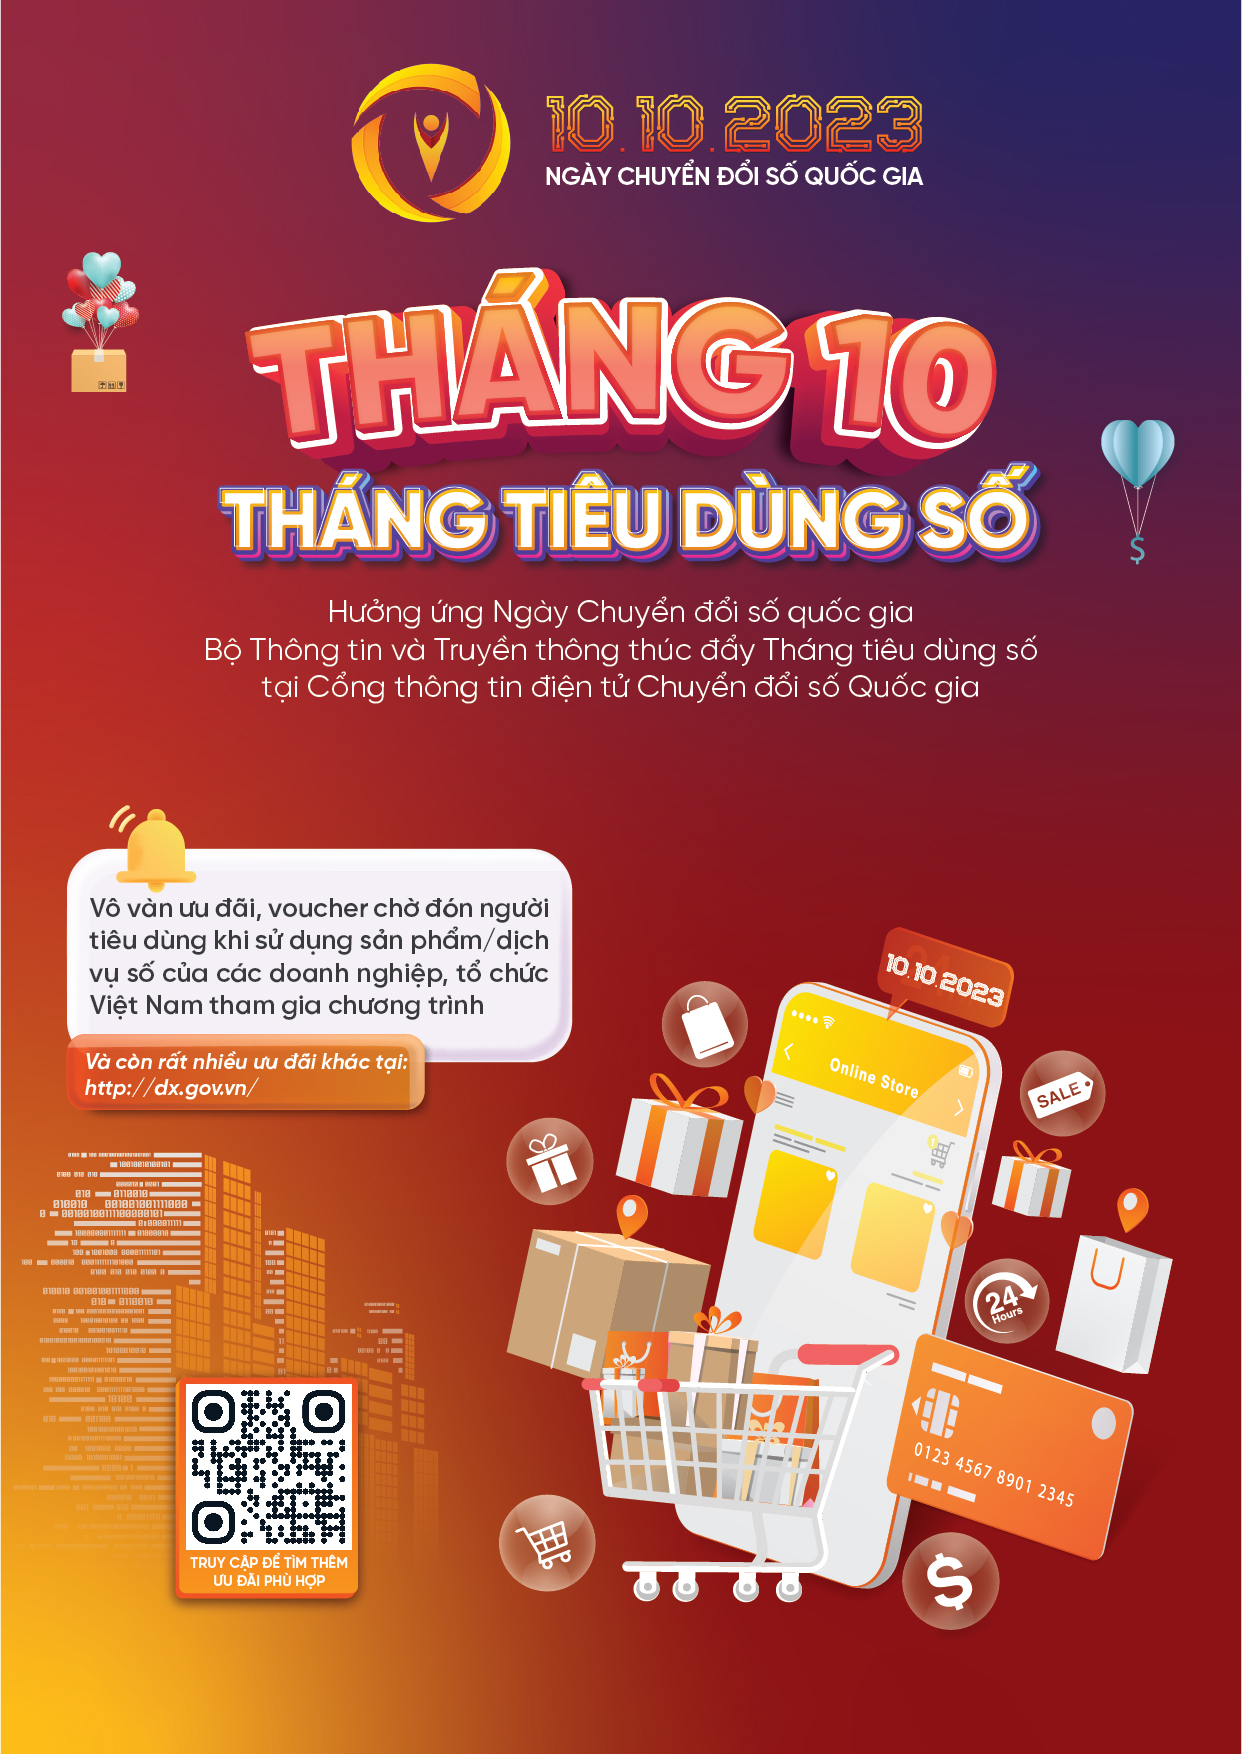 10.10.2023
NGÀY CHUYỂN ĐỔI SỐ QUỐC GIA
THÁNG 10
THÁNG TIÊU DÙNG SỐ
Hưởng ứng Ngày Chuyển đổi số quốc gia
Bộ Thông tin và Truyền thông thúc đẩy Tháng tiêu dùng số
tại Cổng thông tin điện tử Chuyển đổi số Quốc gia
$
Vô vàn ưu đãi, voucher chờ đón người
tiêu dùng khi sử dụng sản phẩm/dịch
vụ số của các doanh nghiệp, tổ chức
Việt Nam tham gia chương trình
Và còn rất nhiều ưu đãi khác tại:
http://dx.gov.vn/
10.10.2023
Online Store
SALE
24
Hours
0123 4567 8901 2345
$
TRUY CẬP ĐỂ TÌM THÊM
ƯU ĐÃI PHÙ HỢP